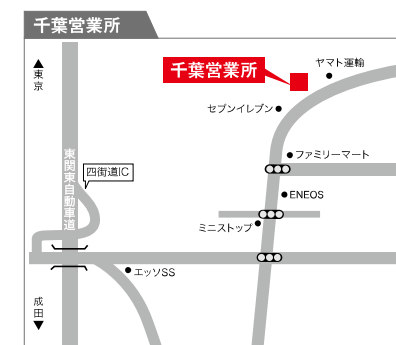 千葉営業所
▲
東京
千葉営業所
ヤマト運輸
セブンイレブン
ファミリーマート
東関東自動車道
四街道IC
ENEOS
ミニストップ
エッソSS
成田
▼